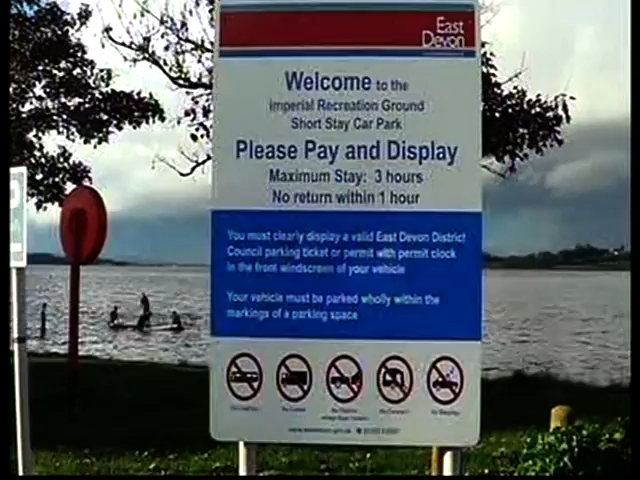 East
Devon
Welcome to the
Imperial Recreation Ground
Short Stay Car Park
Please Pay and Display
Maximum Stay: 3 hours
No return within 1 hour
You must clearly display a valid East Devon District
Council parking ticket or permit with permit clock
in the front windscreen of your vehicle
Your vehicle must be parked wholly within the
markings of a parking space